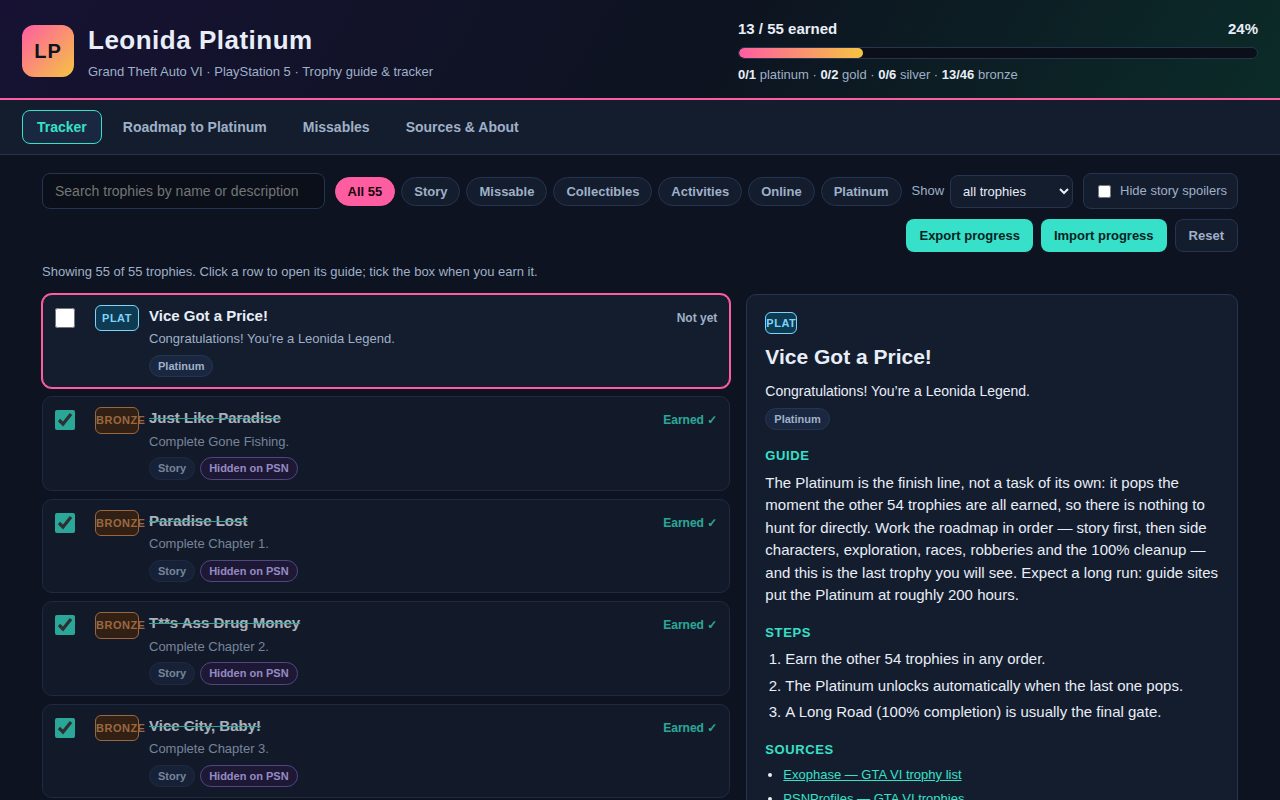 LP
Leonida Platinum
Grand Theft Auto VI · PlayStation 5 · Trophy guide & tracker
13 / 55 earned 24%
0/1 platinum · 0/2 gold · 0/6 silver · 13/46 bronze
Tracker Roadmap to Platinum Missables Sources & About
Search trophies by name or description All 55 Story Missable Collectibles Activities Online Platinum Show all trophies Hide story spoilers
Export progress Import progress Reset
Showing 55 of 55 trophies. Click a row to open its guide; tick the box when you earn it.
PLAT Vice Got a Price! Not yet
Congratulations! You're a Leonida Legend.
Platinum
BRONZE Just Like Paradise Earned ✓
Complete Gone Fishing.
Story Hidden on PSN
BRONZE Paradise Lost Earned ✓
Complete Chapter 1.
Story Hidden on PSN
BRONZE T**s Ass Drug Money Earned ✓
Complete Chapter 2.
Story Hidden on PSN
BRONZE Vice City, Baby! Earned ✓
Complete Chapter 3.
Story Hidden on PSN
PLAT
Vice Got a Price!
Congratulations! You're a Leonida Legend.
Platinum
GUIDE
The Platinum is the finish line, not a task of its own: it pops the
moment the other 54 trophies are earned, so there is nothing to
hunt for directly. Work the roadmap in order — story first, then side
characters, exploration, races, robberies and the 100% cleanup —
and this is the last trophy you will see. Expect a long run: guide sites
put the Platinum at roughly 200 hours.
STEPS
1. Earn the other 54 trophies in any order.
2. The Platinum unlocks automatically when the last one pops.
3. A Long Road (100% completion) is usually the final gate.
SOURCES
• Exophase — GTA VI trophy list
• PSNProfiles — GTA VI trophies